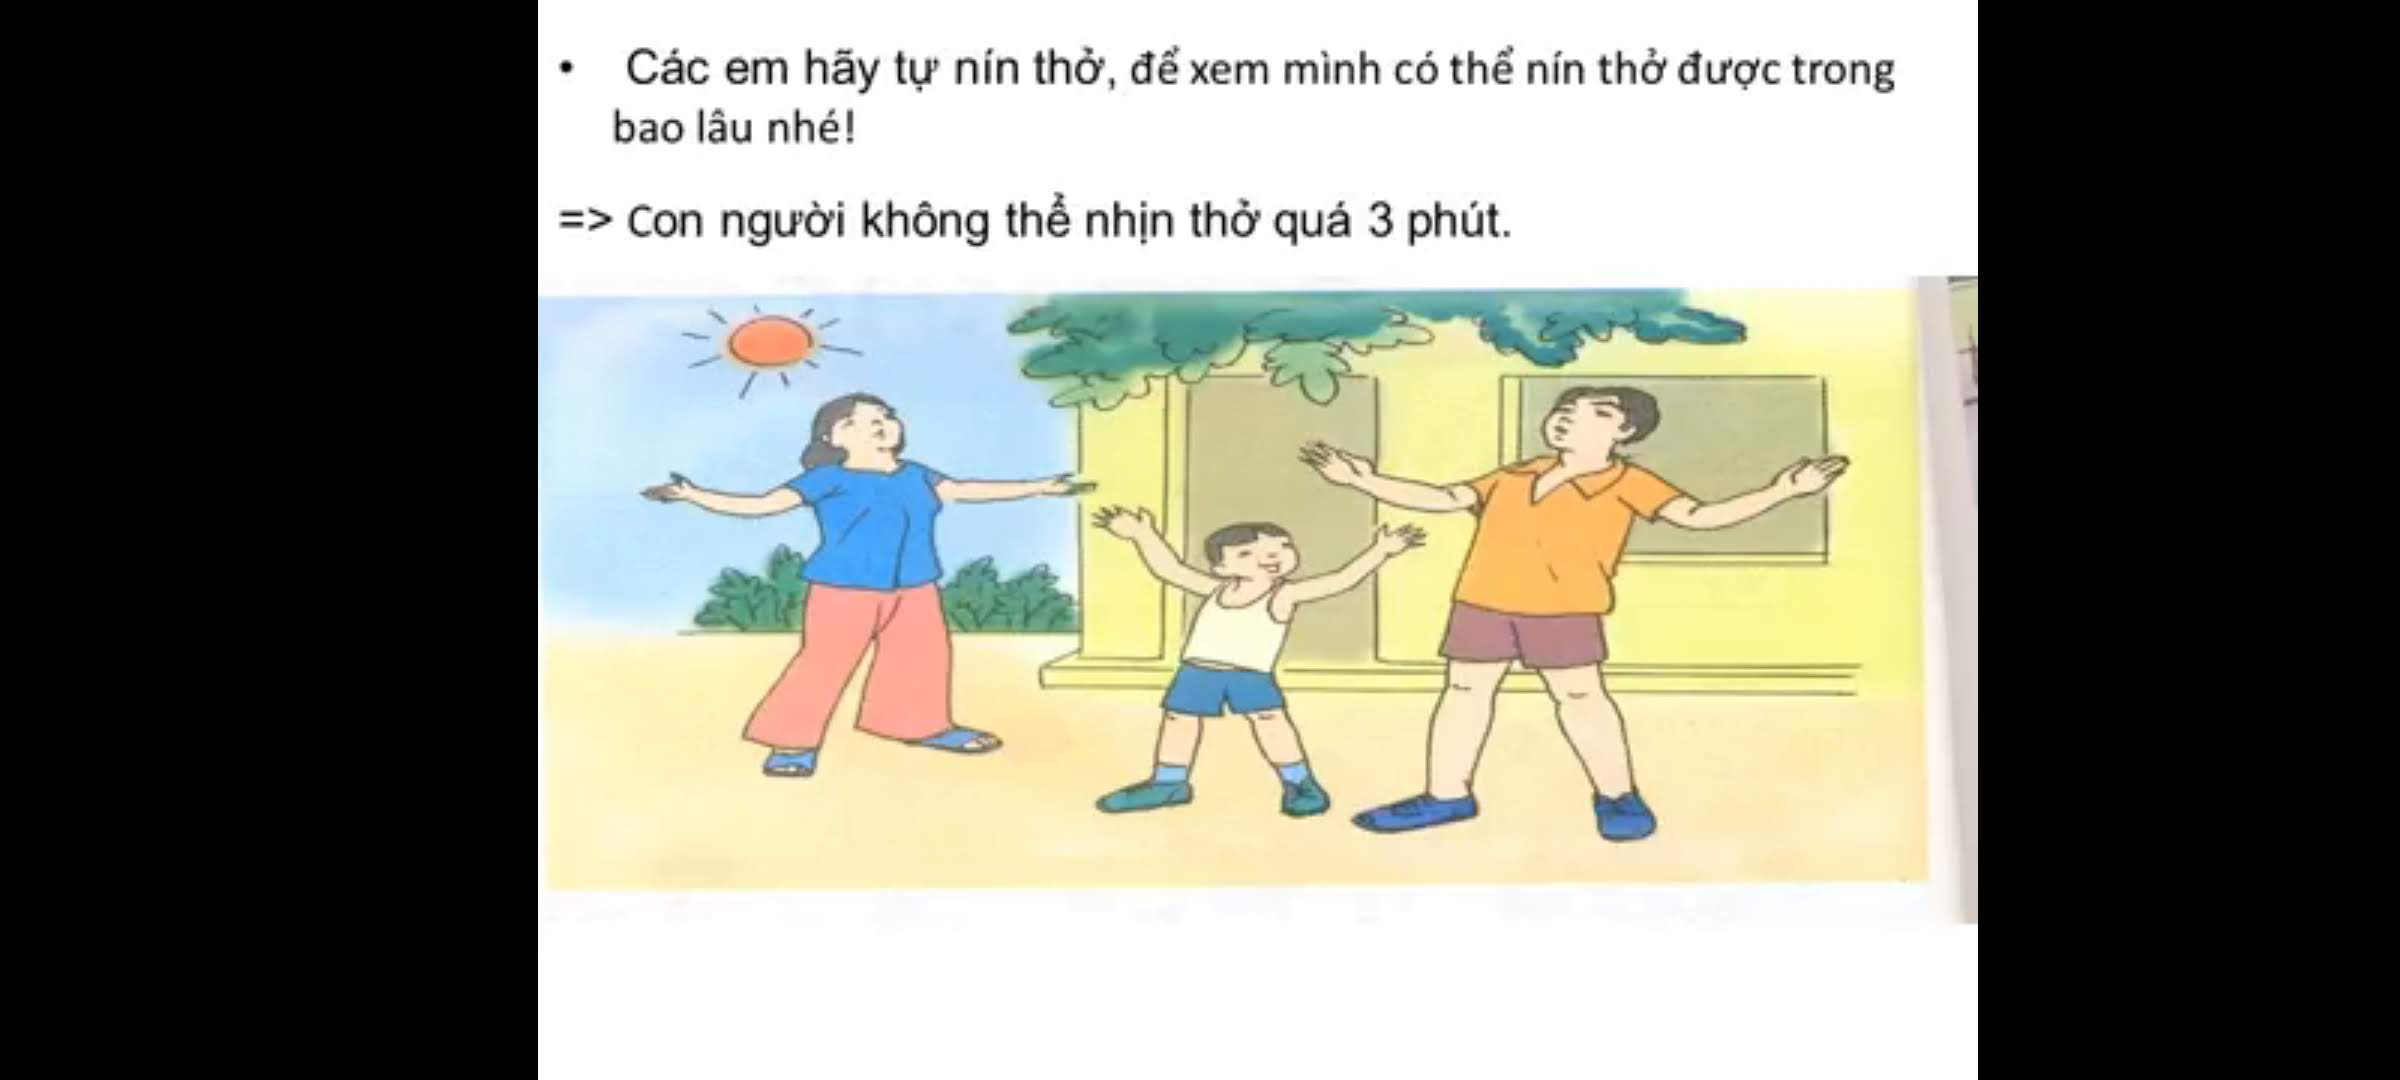 • Các em hãy tự nín thở, để xem mình có thể nín thở được trong
bao lâu nhé!
=> Con người không thể nhịn thở quá 3 phút.